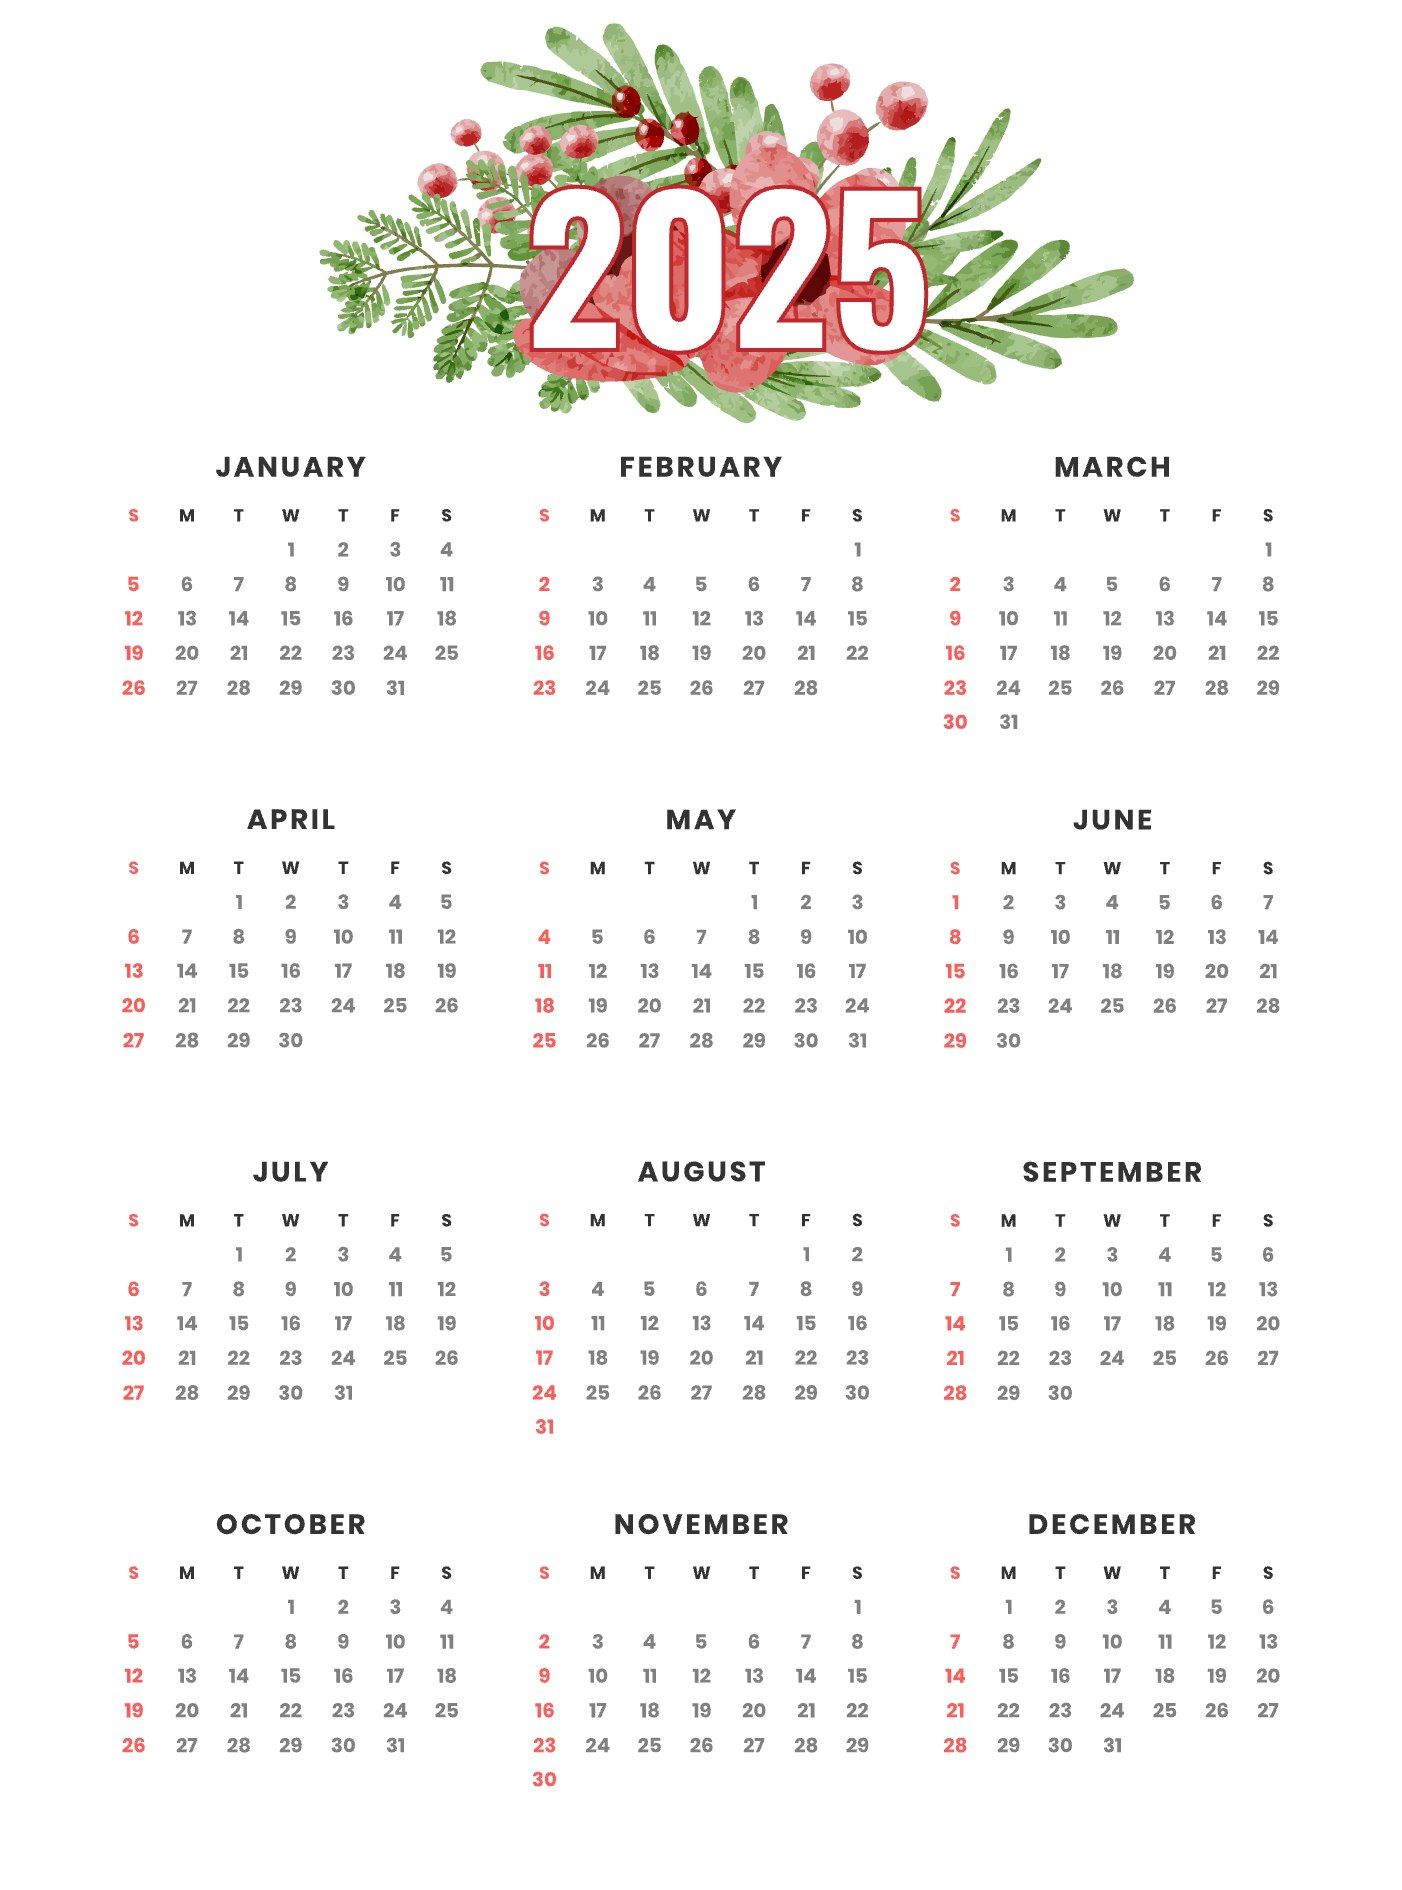 2025
JANUARY FEBRUARY MARCH
S M T W T F S S M T W T F S S M T W T F S
1 2 3 4 1 1
5 6 7 8 9 10 11 2 3 4 5 6 7 8 2 3 4 5 6 7 8
12 13 14 15 16 17 18 9 10 11 12 13 14 15 9 10 11 12 13 14 15
19 20 21 22 23 24 25 16 17 18 19 20 21 22 16 17 18 19 20 21 22
26 27 28 29 30 31 23 24 25 26 27 28 23 24 25 26 27 28 29
30 31
APRIL MAY JUNE
S M T W T F S S M T W T F S S M T W T F S
1 2 3 4 5 1 2 3 1 2 3 4 5 6 7
6 7 8 9 10 11 12 4 5 6 7 8 9 10 8 9 10 11 12 13 14
13 14 15 16 17 18 19 11 12 13 14 15 16 17 15 16 17 18 19 20 21
20 21 22 23 24 25 26 18 19 20 21 22 23 24 22 23 24 25 26 27 28
27 28 29 30 25 26 27 28 29 30 31 29 30
JULY AUGUST SEPTEMBER
S M T W T F S S M T W T F S S M T W T F S
1 2 3 4 5 1 2 1 2 3 4 5 6
6 7 8 9 10 11 12 3 4 5 6 7 8 9 7 8 9 10 11 12 13
13 14 15 16 17 18 19 10 11 12 13 14 15 16 14 15 16 17 18 19 20
20 21 22 23 24 25 26 17 18 19 20 21 22 23 21 22 23 24 25 26 27
27 28 29 30 31 24 25 26 27 28 29 30 28 29 30
31
OCTOBER NOVEMBER DECEMBER
S M T W T F S S M T W T F S S M T W T F S
1 2 3 4 1 1 2 3 4 5 6
5 6 7 8 9 10 11 2 3 4 5 6 7 8 7 8 9 10 11 12 13
12 13 14 15 16 17 18 9 10 11 12 13 14 15 14 15 16 17 18 19 20
19 20 21 22 23 24 25 16 17 18 19 20 21 22 21 22 23 24 25 26 27
26 27 28 29 30 31 23 24 25 26 27 28 29 28 29 30 31
30